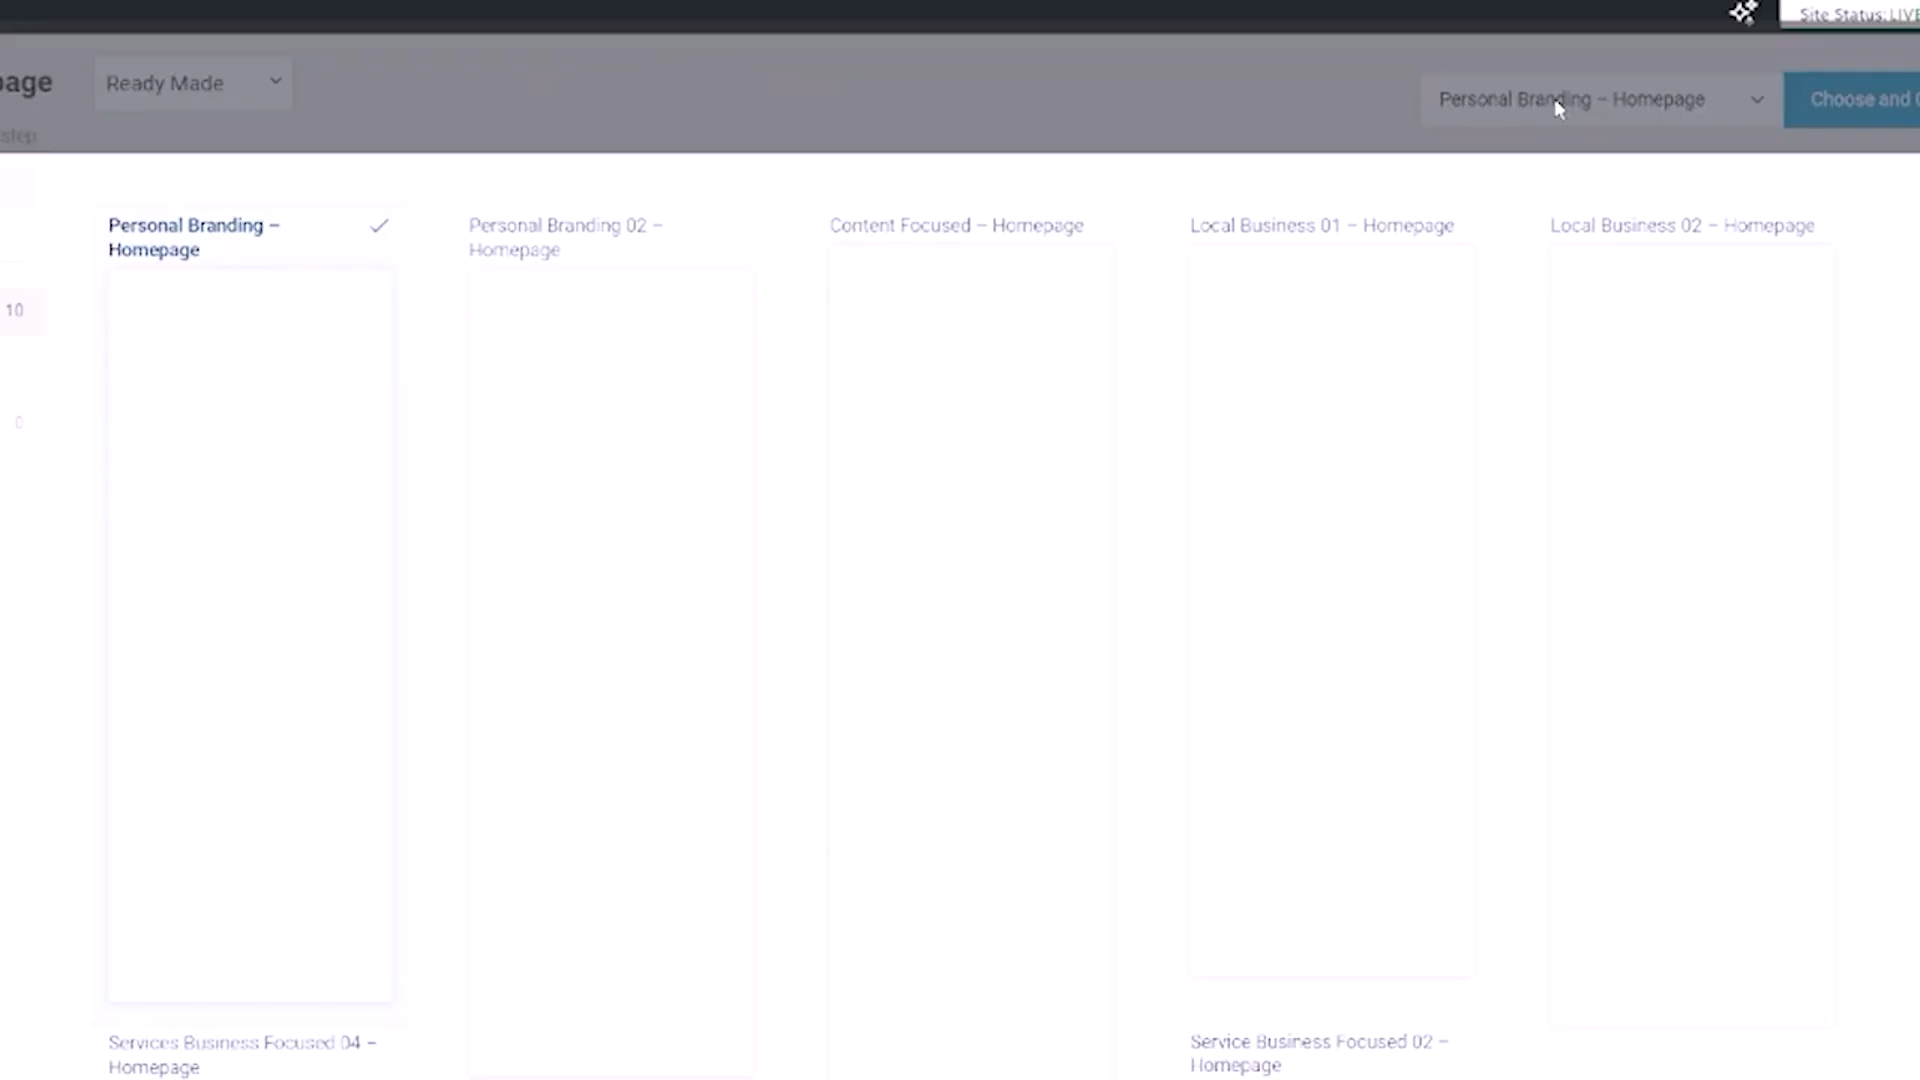 Site Status: LIVE
page
Ready Made
Personal Branding – Homepage
Choose and
step
Personal Branding –
Homepage
Personal Branding 02 –
Homepage
Content Focused – Homepage
Local Business 01 – Homepage
Local Business 02 – Homepage
10
0
Services Business Focused 04 –
Homepage
Service Business Focused 02 –
Homepage